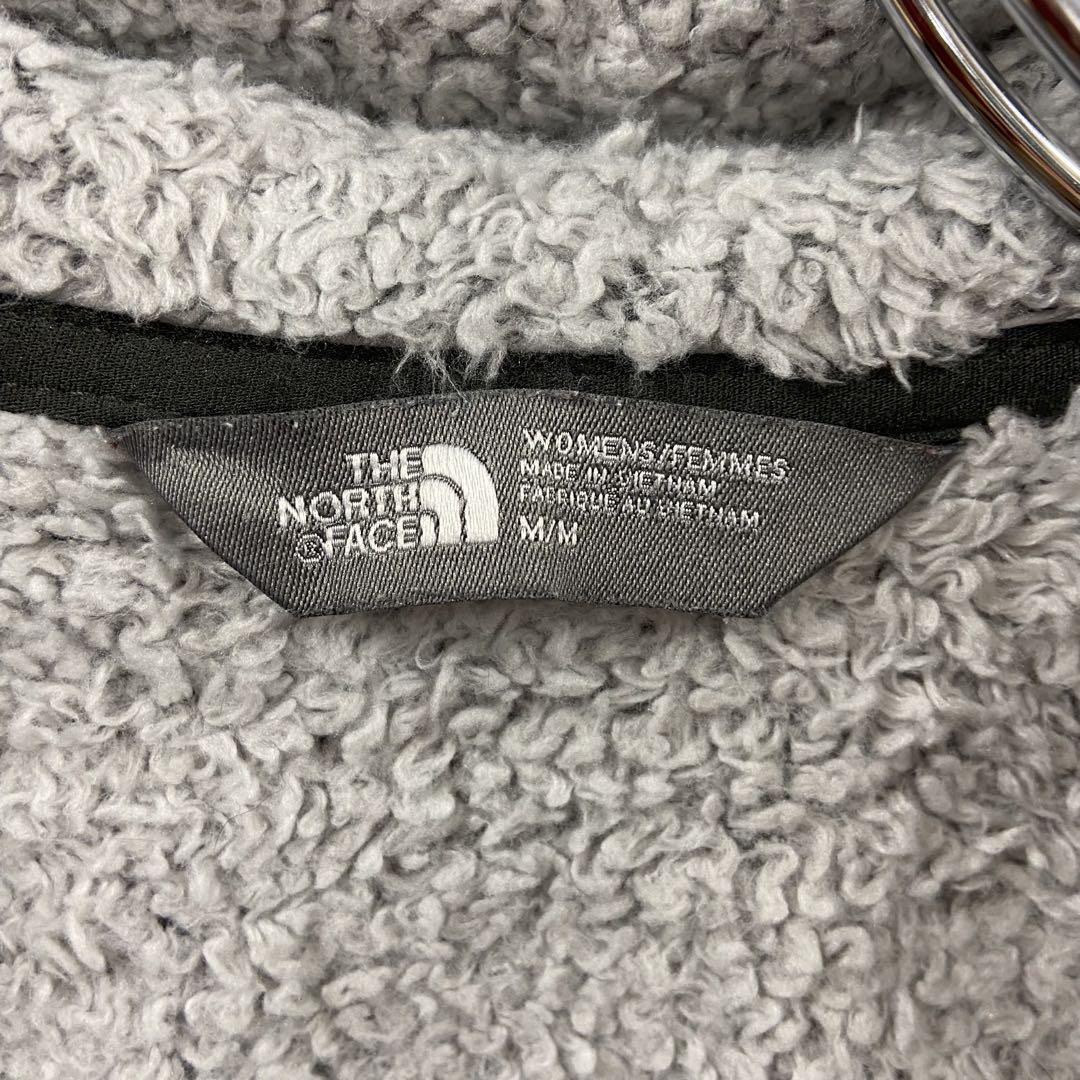 THE
NORTH
®FACE
WOMENS/FEMMES
MADE IN VIETNAM
FABRIQUE AU VIETNAM
M/M